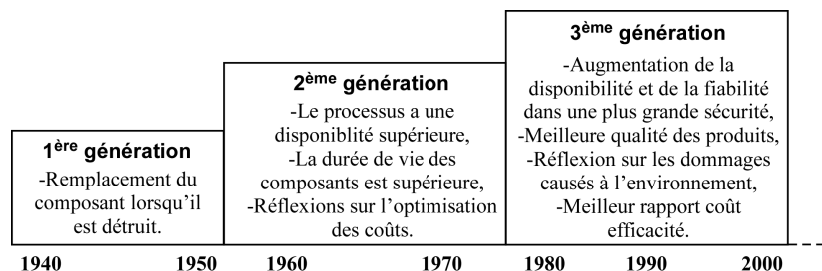 1ère génération
-Remplacement du
composant lorsqu'il
est détruit.
2ème génération
-Le processus a une
disponiblité supérieure,
-La durée de vie des
composants est supérieure,
-Réflexions sur l'optimisation
des coûts.
3ème génération
-Augmentation de la
disponibilité et de la fiabilité
dans une plus grande sécurité,
-Meilleure qualité des produits,
-Réflexion sur les dommages
causés à l'environnement,
-Meilleur rapport coût
efficacité.
1940 1950 1960 1970 1980 1990 2000